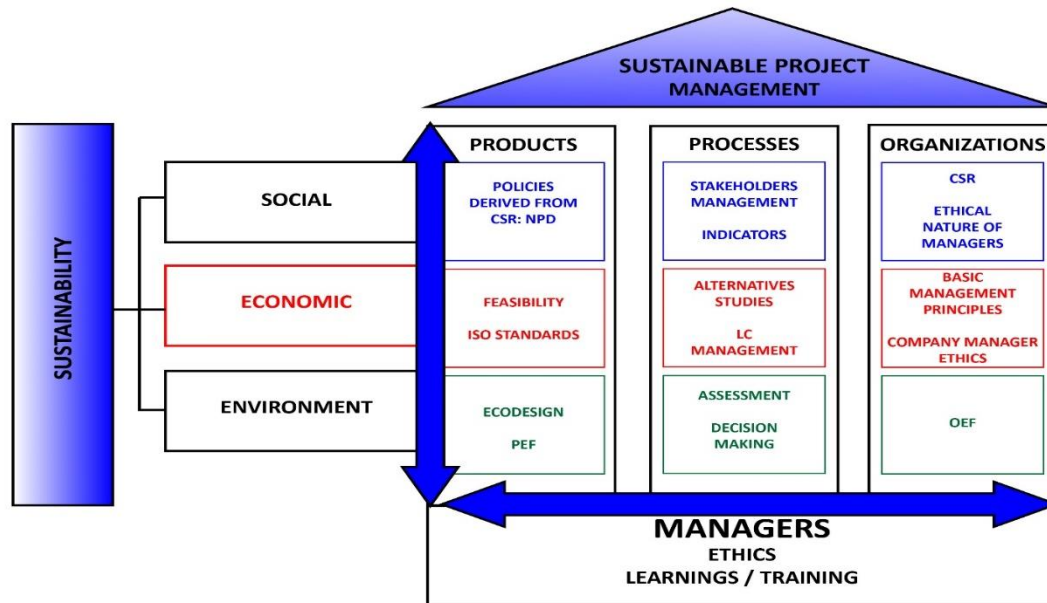 SUSTAINABLE PROJECT
MANAGEMENT
SUSTAINABILITY
SOCIAL
ECONOMIC
ENVIRONMENT
PRODUCTS
POLICIES
DERIVED FROM
CSR: NPD
FEASIBILITY
ISO STANDARDS
ECODESIGN
PEF
PROCESSES
STAKEHOLDERS
MANAGEMENT
INDICATORS
ALTERNATIVES
STUDIES
LC
MANAGEMENT
ASSESSMENT
DECISION
MAKING
ORGANIZATIONS
CSR
ETHICAL
NATURE OF
MANAGERS
BASIC
MANAGEMENT
PRINCIPLES
COMPANY MANAGER
ETHICS
OEF
MANAGERS
ETHICS
LEARNINGS / TRAINING